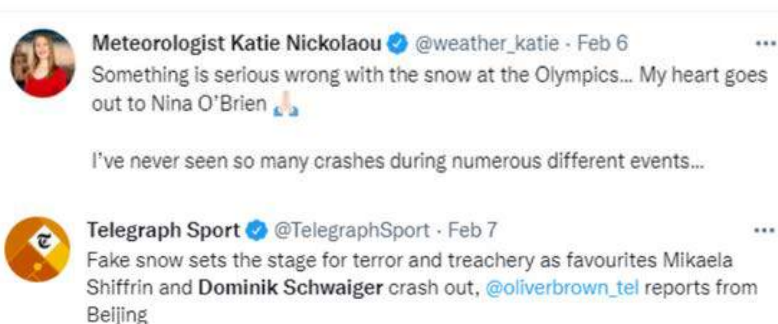 Meteorologist Katie Nickolaou @weather_katie · Feb 6
Something is serious wrong with the snow at the Olympics... My heart goes
out to Nina O'Brien 🙏🏻
I've never seen so many crashes during numerous different events...
Telegraph Sport @TelegraphSport · Feb 7
Fake snow sets the stage for terror and treachery as favourites Mikaela
Shiffrin and Dominik Schwaiger crash out, @oliverbrown_tel reports from
Beijing